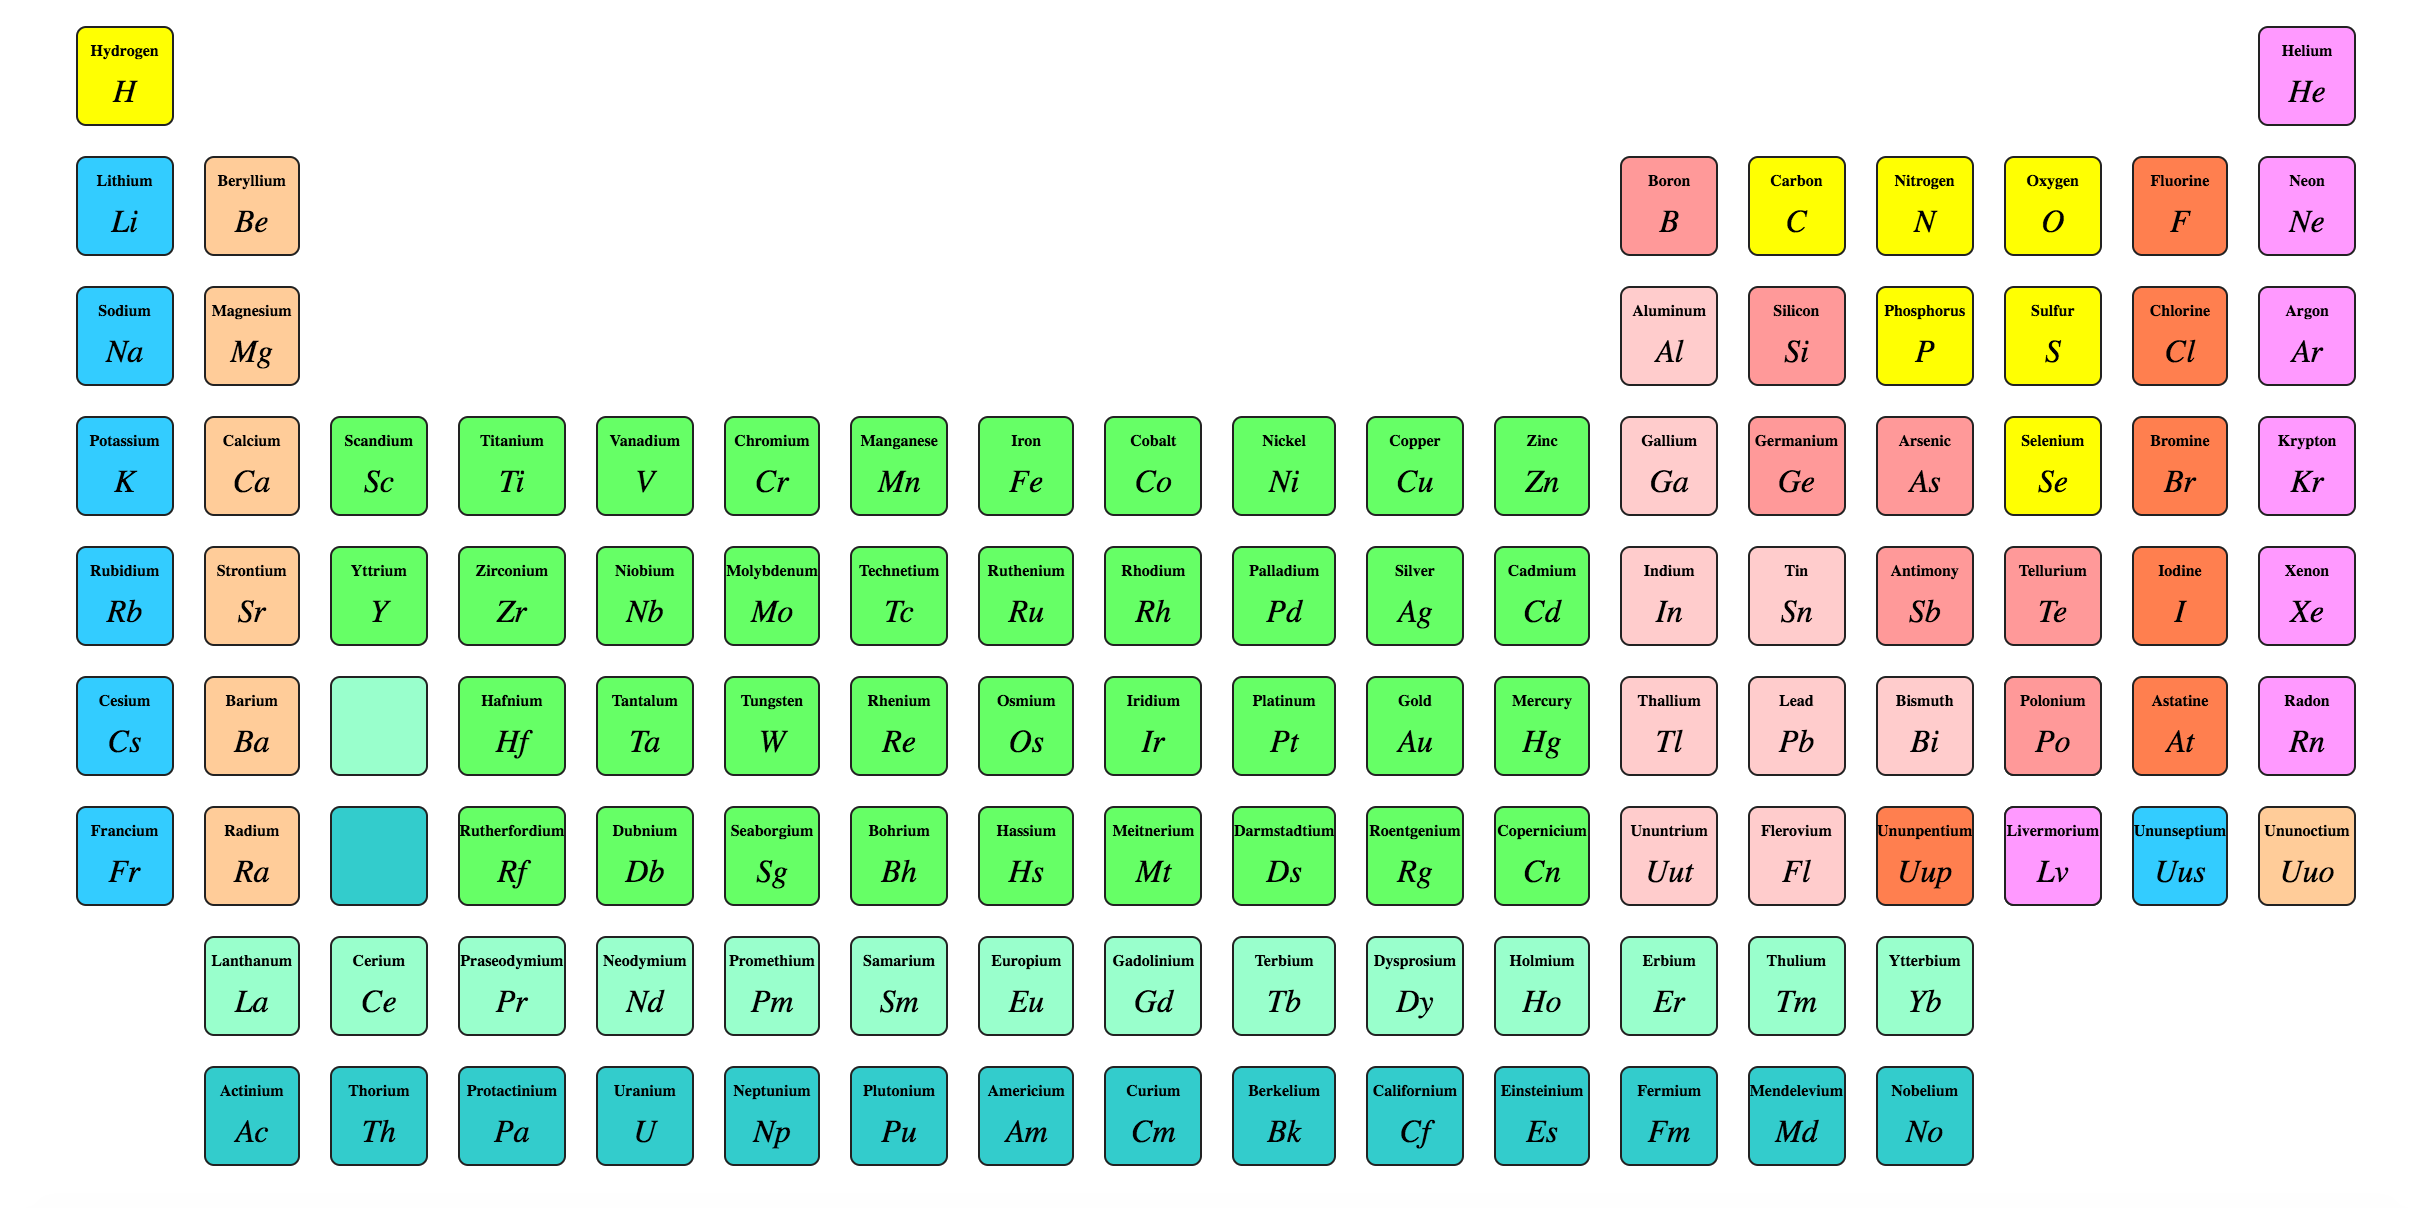 Hydrogen Helium
H He
Lithium Beryllium Boron Carbon Nitrogen Oxygen Fluorine Neon
Li Be B C N O F Ne
Sodium Magnesium Aluminum Silicon Phosphorus Sulfur Chlorine Argon
Na Mg Al Si P S Cl Ar
Potassium Calcium Scandium Titanium Vanadium Chromium Manganese Iron Cobalt Nickel Copper Zinc Gallium Germanium Arsenic Selenium Bromine Krypton
K Ca Sc Ti V Cr Mn Fe Co Ni Cu Zn Ga Ge As Se Br Kr
Rubidium Strontium Yttrium Zirconium Niobium Molybdenum Technetium Ruthenium Rhodium Palladium Silver Cadmium Indium Tin Antimony Tellurium Iodine Xenon
Rb Sr Y Zr Nb Mo Tc Ru Rh Pd Ag Cd In Sn Sb Te I Xe
Cesium Barium Hafnium Tantalum Tungsten Rhenium Osmium Iridium Platinum Gold Mercury Thallium Lead Bismuth Polonium Astatine Radon
Cs Ba Hf Ta W Re Os Ir Pt Au Hg Tl Pb Bi Po At Rn
Francium Radium Rutherfordium Dubnium Seaborgium Bohrium Hassium Meitnerium Darmstadtium Roentgenium Copernicium Ununtrium Flerovium Ununpentium Livermorium Ununseptium Ununoctium
Fr Ra Rf Db Sg Bh Hs Mt Ds Rg Cn Uut Fl Uup Lv Uus Uuo
Lanthanum Cerium Praseodymium Neodymium Promethium Samarium Europium Gadolinium Terbium Dysprosium Holmium Erbium Thulium Ytterbium
La Ce Pr Nd Pm Sm Eu Gd Tb Dy Ho Er Tm Yb
Actinium Thorium Protactinium Uranium Neptunium Plutonium Americium Curium Berkelium Californium Einsteinium Fermium Mendelevium Nobelium
Ac Th Pa U Np Pu Am Cm Bk Cf Es Fm Md No